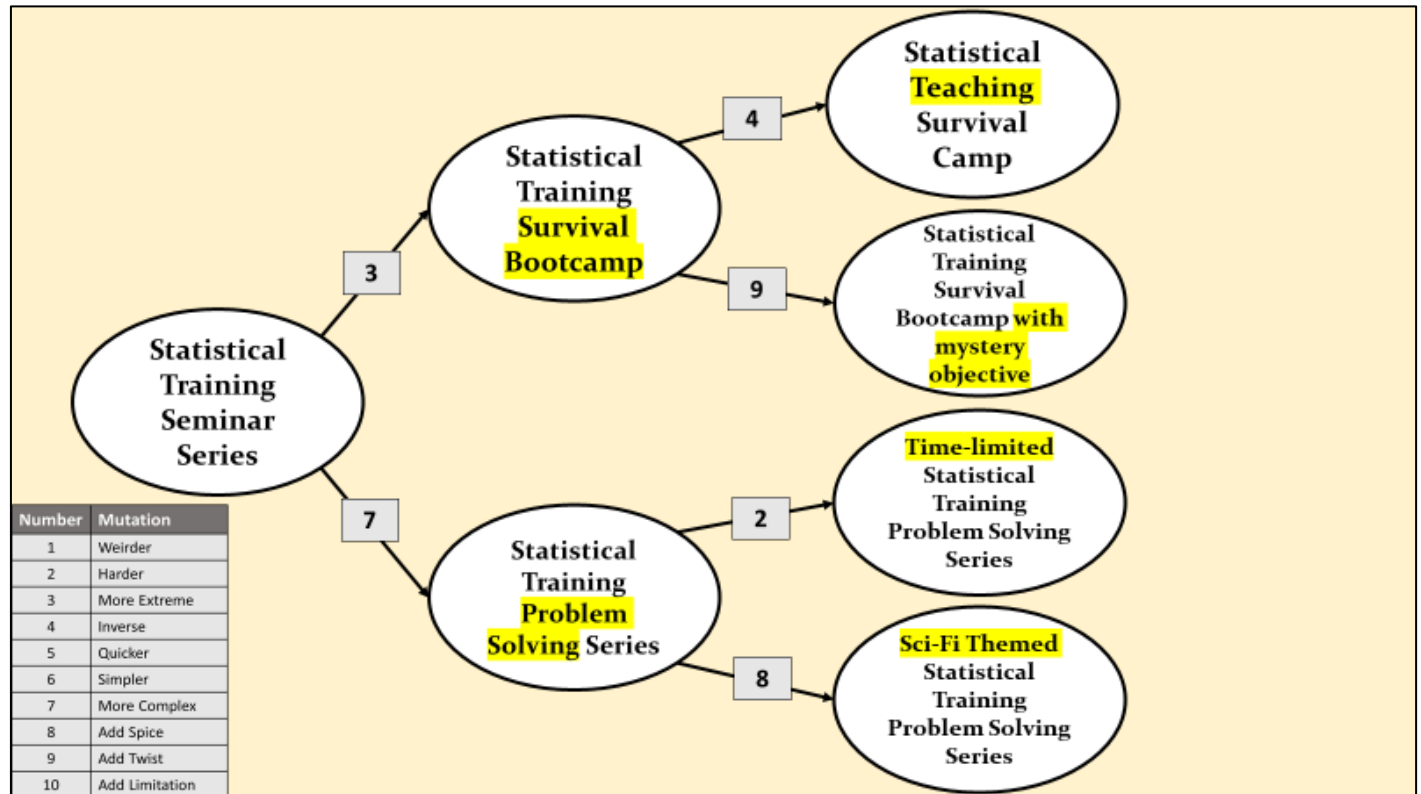 Statistical
Training
Seminar
Series
3
7
Statistical
Training
Survival
Bootcamp
Statistical
Training
Problem
Solving Series
4
9
2
8
Statistical
Teaching
Survival
Camp
Statistical
Training
Survival
Bootcamp with
mystery
objective
Time-limited
Statistical
Training
Problem Solving
Series
Sci-Fi Themed
Statistical
Training
Problem Solving
Series
Number Mutation
1 Weirder
2 Harder
3 More Extreme
4 Inverse
5 Quicker
6 Simpler
7 More Complex
8 Add Spice
9 Add Twist
10 Add Limitation